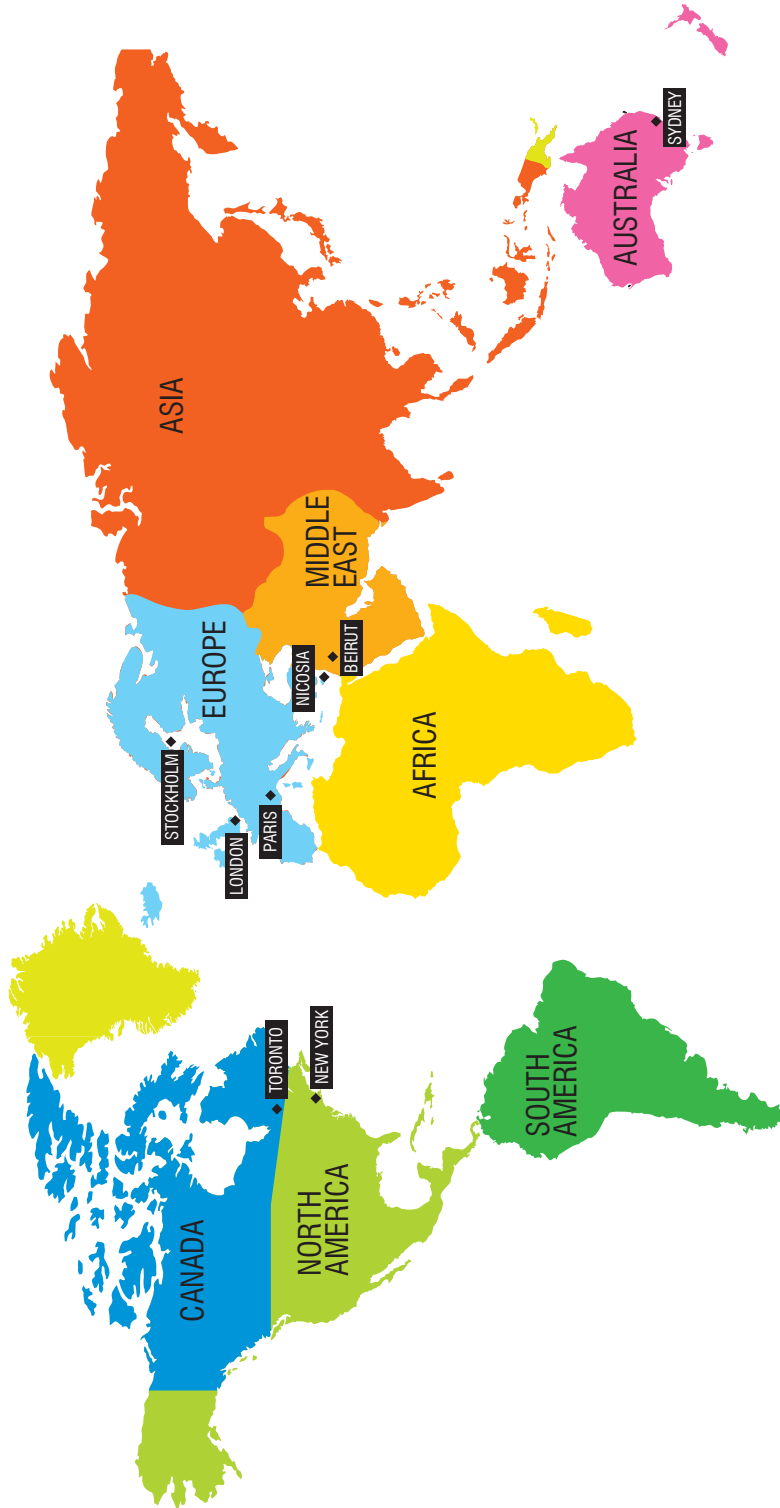 CANADA
NORTH
AMERICA
TORONTO
NEW YORK
SOUTH
AMERICA
STOCKHOLM
LONDON
PARIS
EUROPE
NICOSIA
BEIRUT
MIDDLE
EAST
AFRICA
ASIA
AUSTRALIA
SYDNEY